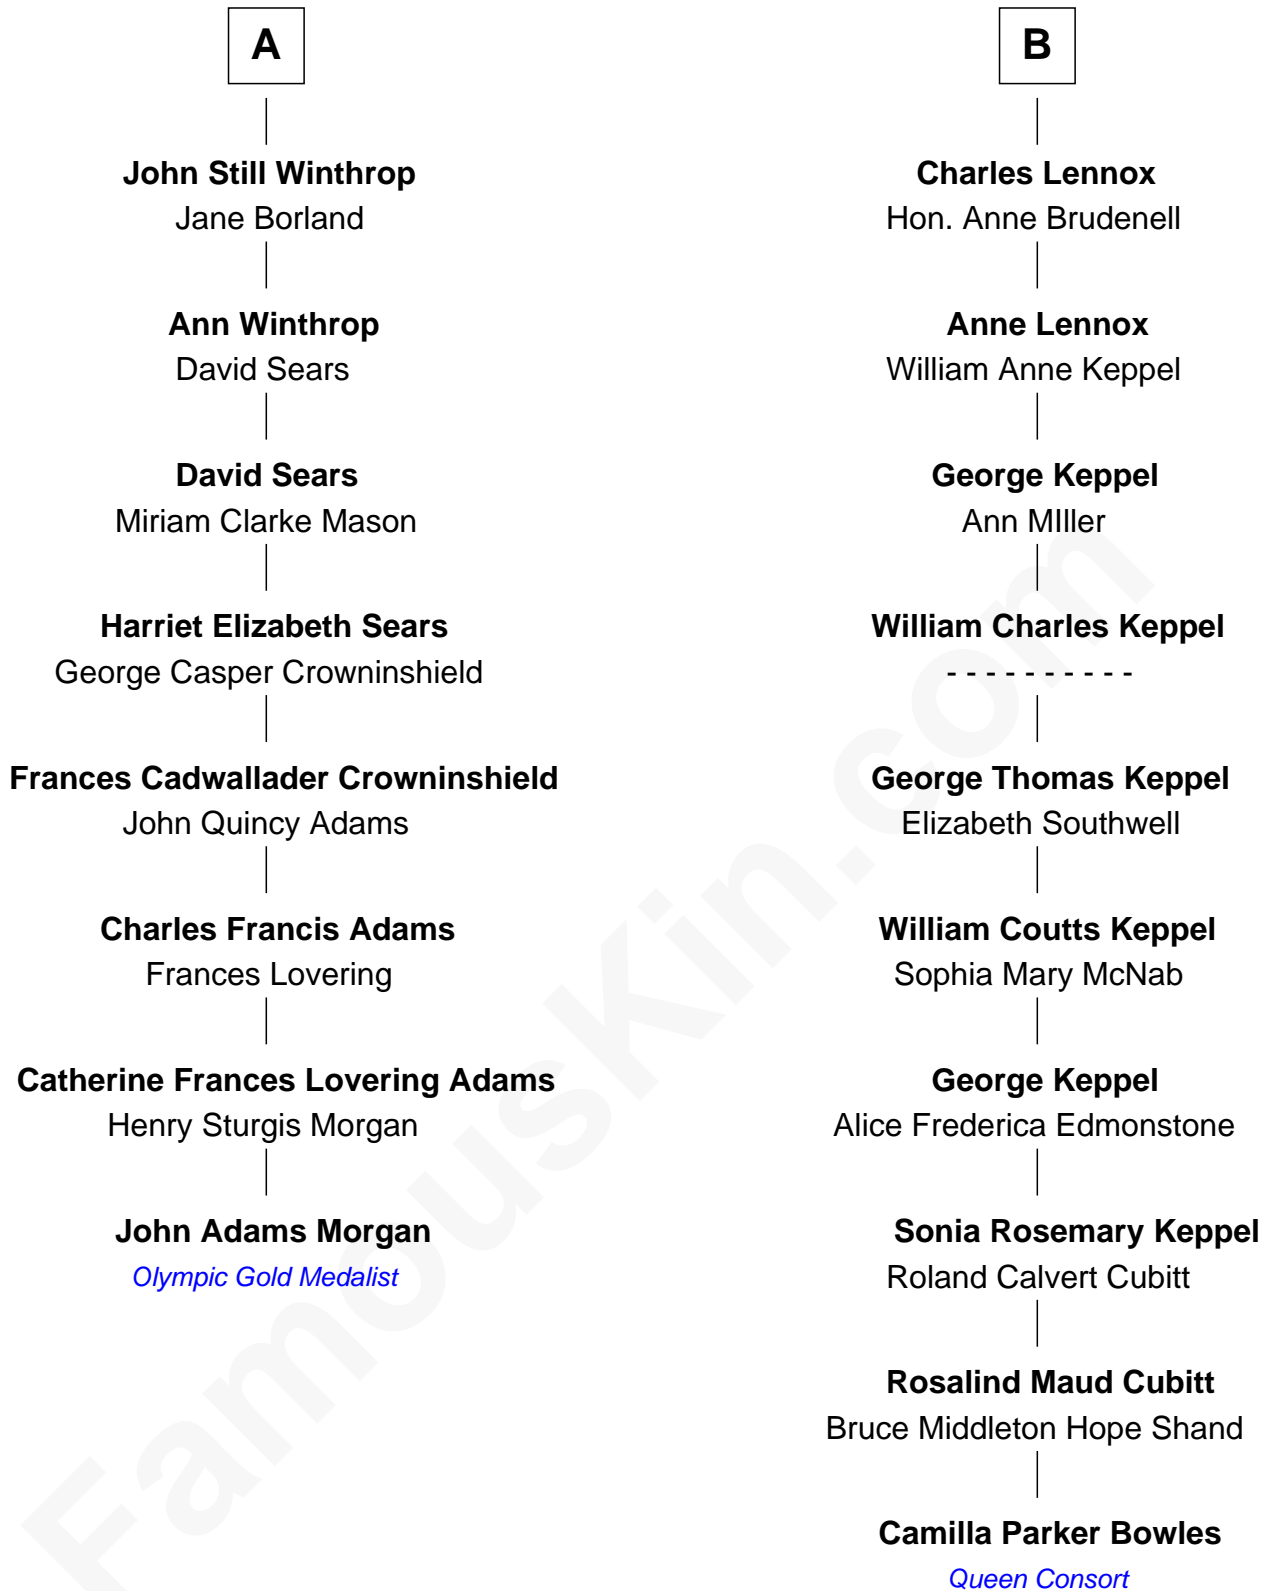 A
John Still Winthrop
Jane Borland
Ann Winthrop
David Sears
David Sears
Miriam Clarke Mason
Harriet Elizabeth Sears
George Casper Crowninshield
Frances Cadwallader Crowninshield
John Quincy Adams
Charles Francis Adams
Frances Lovering
Catherine Frances Lovering Adams
Henry Sturgis Morgan
John Adams Morgan
Olympic Gold Medalist
B
Charles Lennox
Hon. Anne Brudenell
Anne Lennox
William Anne Keppel
George Keppel
Ann MIller
William Charles Keppel
- - - - - - - - - -
George Thomas Keppel
Elizabeth Southwell
William Coutts Keppel
Sophia Mary McNab
George Keppel
Alice Frederica Edmonstone
Sonia Rosemary Keppel
Roland Calvert Cubitt
Rosalind Maud Cubitt
Bruce Middleton Hope Shand
Camilla Parker Bowles
Queen Consort
FamousKin.com